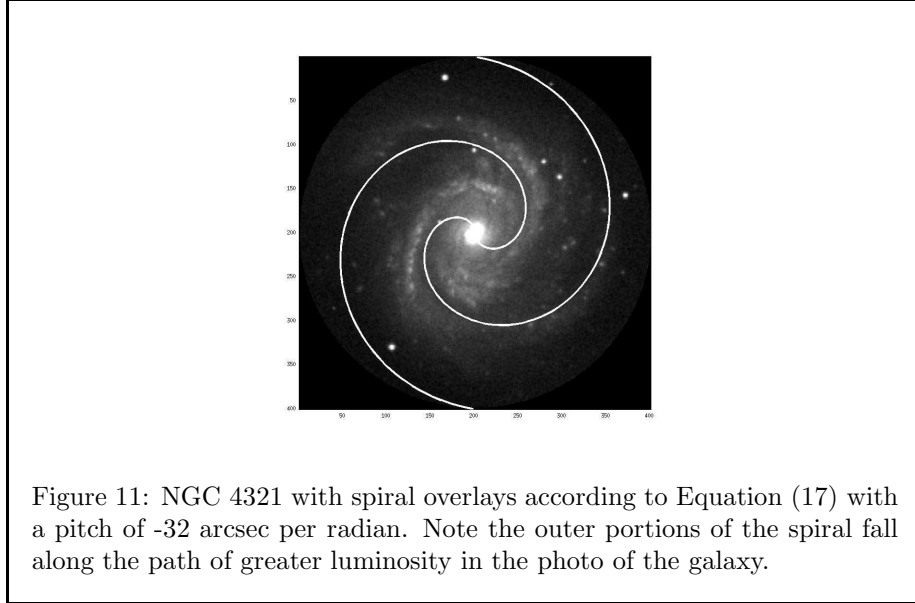 50
100
150
200
250
300
350
400
50 100 150 200 250 300 350 400
Figure 11: NGC 4321 with spiral overlays according to Equation (17) with
a pitch of -32 arcsec per radian. Note the outer portions of the spiral fall
along the path of greater luminosity in the photo of the galaxy.